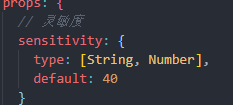 props: {
// 灵敏度
sensitivity: {
type: [String, Number],
default: 40
}